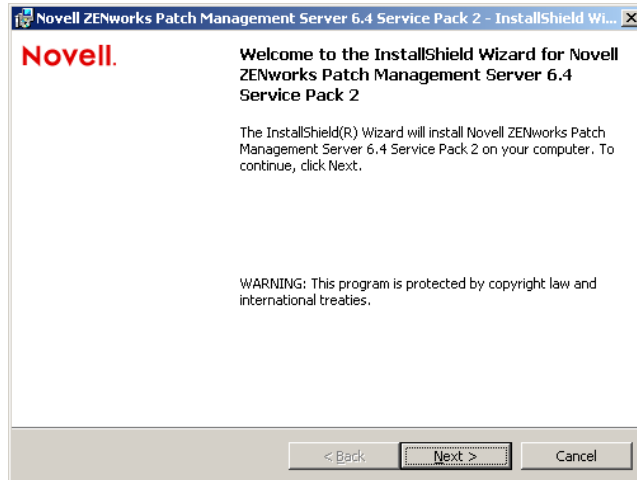 Novell ZENworks Patch Management Server 6.4 Service Pack 2 - InstallShield Wi...
Novell.
Welcome to the InstallShield Wizard for Novell
ZENworks Patch Management Server 6.4
Service Pack 2
The InstallShield(R) Wizard will install Novell ZENworks Patch
Management Server 6.4 Service Pack 2 on your computer. To
continue, click Next.
WARNING: This program is protected by copyright law and
international treaties.
< Back
Next >
Cancel